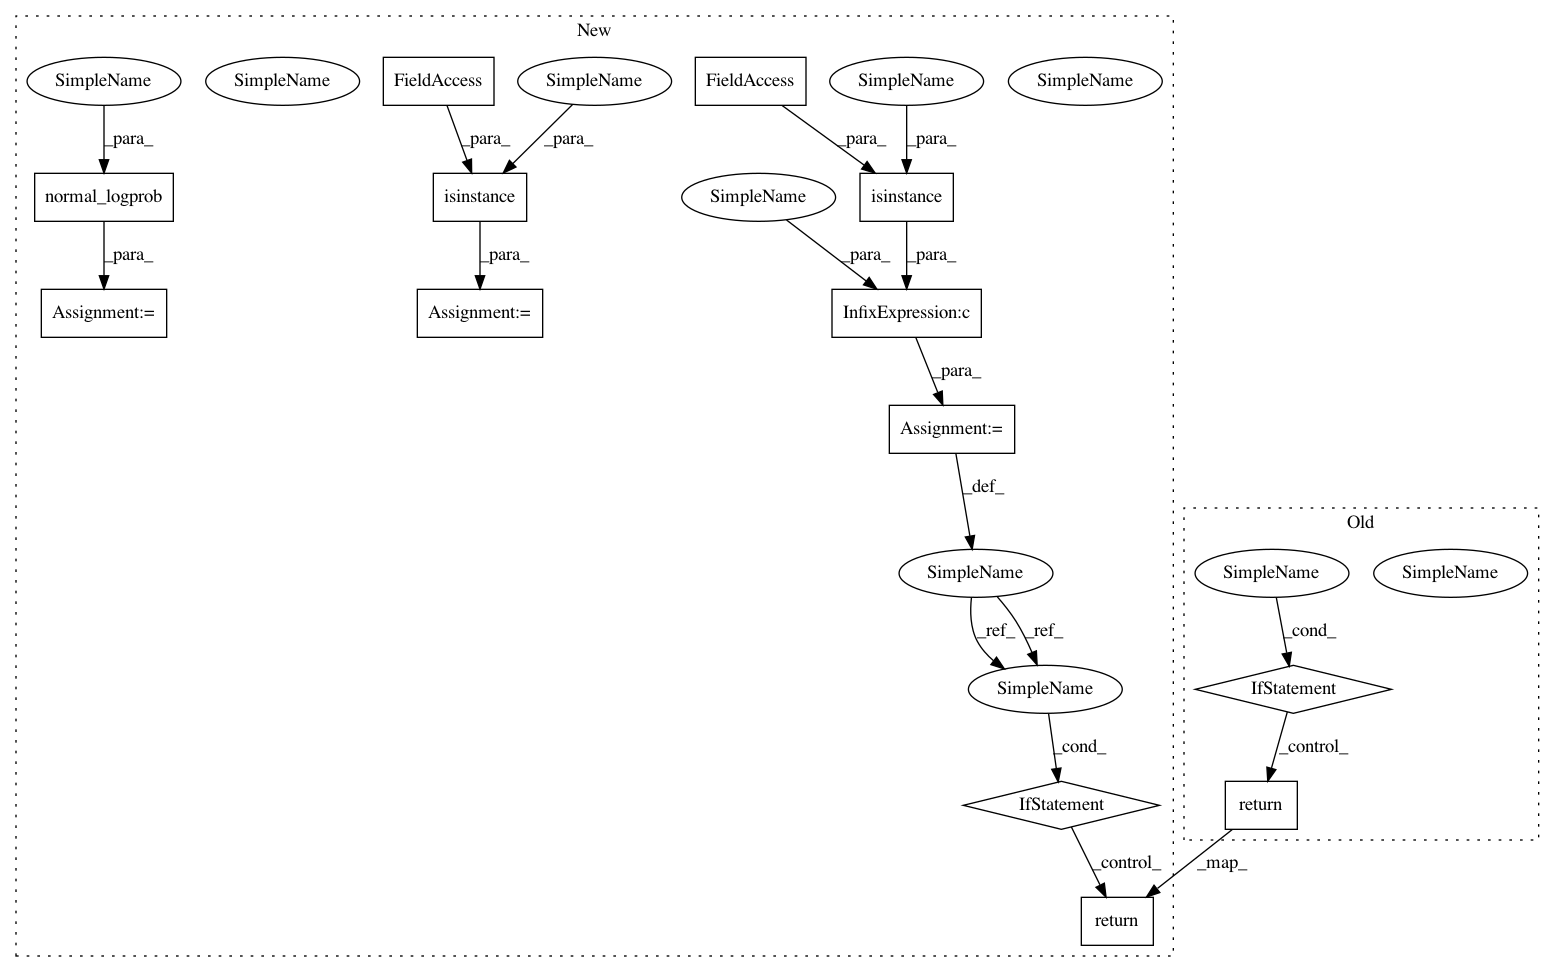 New
SimpleName
SimpleName
FieldAccess
SimpleName
FieldAccess
SimpleName
SimpleName
_para_
_para_
_para_
_para_
_para_
normal_logprob
isinstance
SimpleName
isinstance
_para_
_para_
_para_
_para_
Assignment:=
Assignment:=
InfixExpression:c
_para_
Assignment:=
_def_
Old
SimpleName
SimpleName
SimpleName
_ref_
_ref_
_cond_
SimpleName
IfStatement
_cond_
_control_
IfStatement
return
_control_
_map_
return